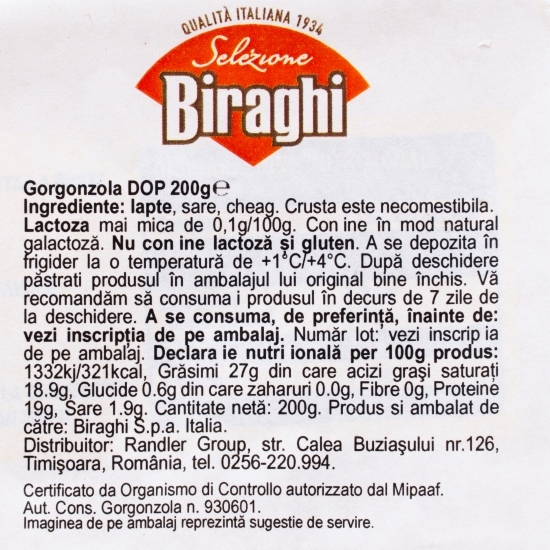 QUALITÀ ITALIANA 1934
Selezione
Biraghi
Gorgonzola DOP 200g℮
Ingrediente: lapte, sare, cheag. Crusta este necomestibila.
Lactoza mai mica de 0,1g/100g. Con ine în mod natural
galactoză. Nu con ine lactoză și gluten. A se depozita în
frigider la o temperatură de +1°C/+4°C. După deschidere
păstrati produsul în ambalajul lui original bine închis. Vă
recomandăm să consuma i produsul în decurs de 7 zile de
la deschidere. A se consuma, de preferință, înainte de:
vezi inscripția de pe ambalaj. Număr lot: vezi inscrip ia
de pe ambalaj. Declara ie nutri ională per 100g produs:
1332kj/321kcal, Grăsimi 27g din care acizi grași saturați
18.9g, Glucide 0.6g din care zaharuri 0.0g, Fibre 0g, Proteine
19g, Sare 1.9g. Cantitate netă: 200g. Produs si ambalat de
către: Biraghi S.p.a. Italia.
Distribuitor: Randler Group, str. Calea Buziașului nr.126,
Timișoara, România, tel. 0256-220.994.
Certificato da Organismo di Controllo autorizzato dal Mipaaf.
Aut. Cons. Gorgonzola n. 930601.
Imaginea de pe ambalaj reprezintă sugestie de servire.